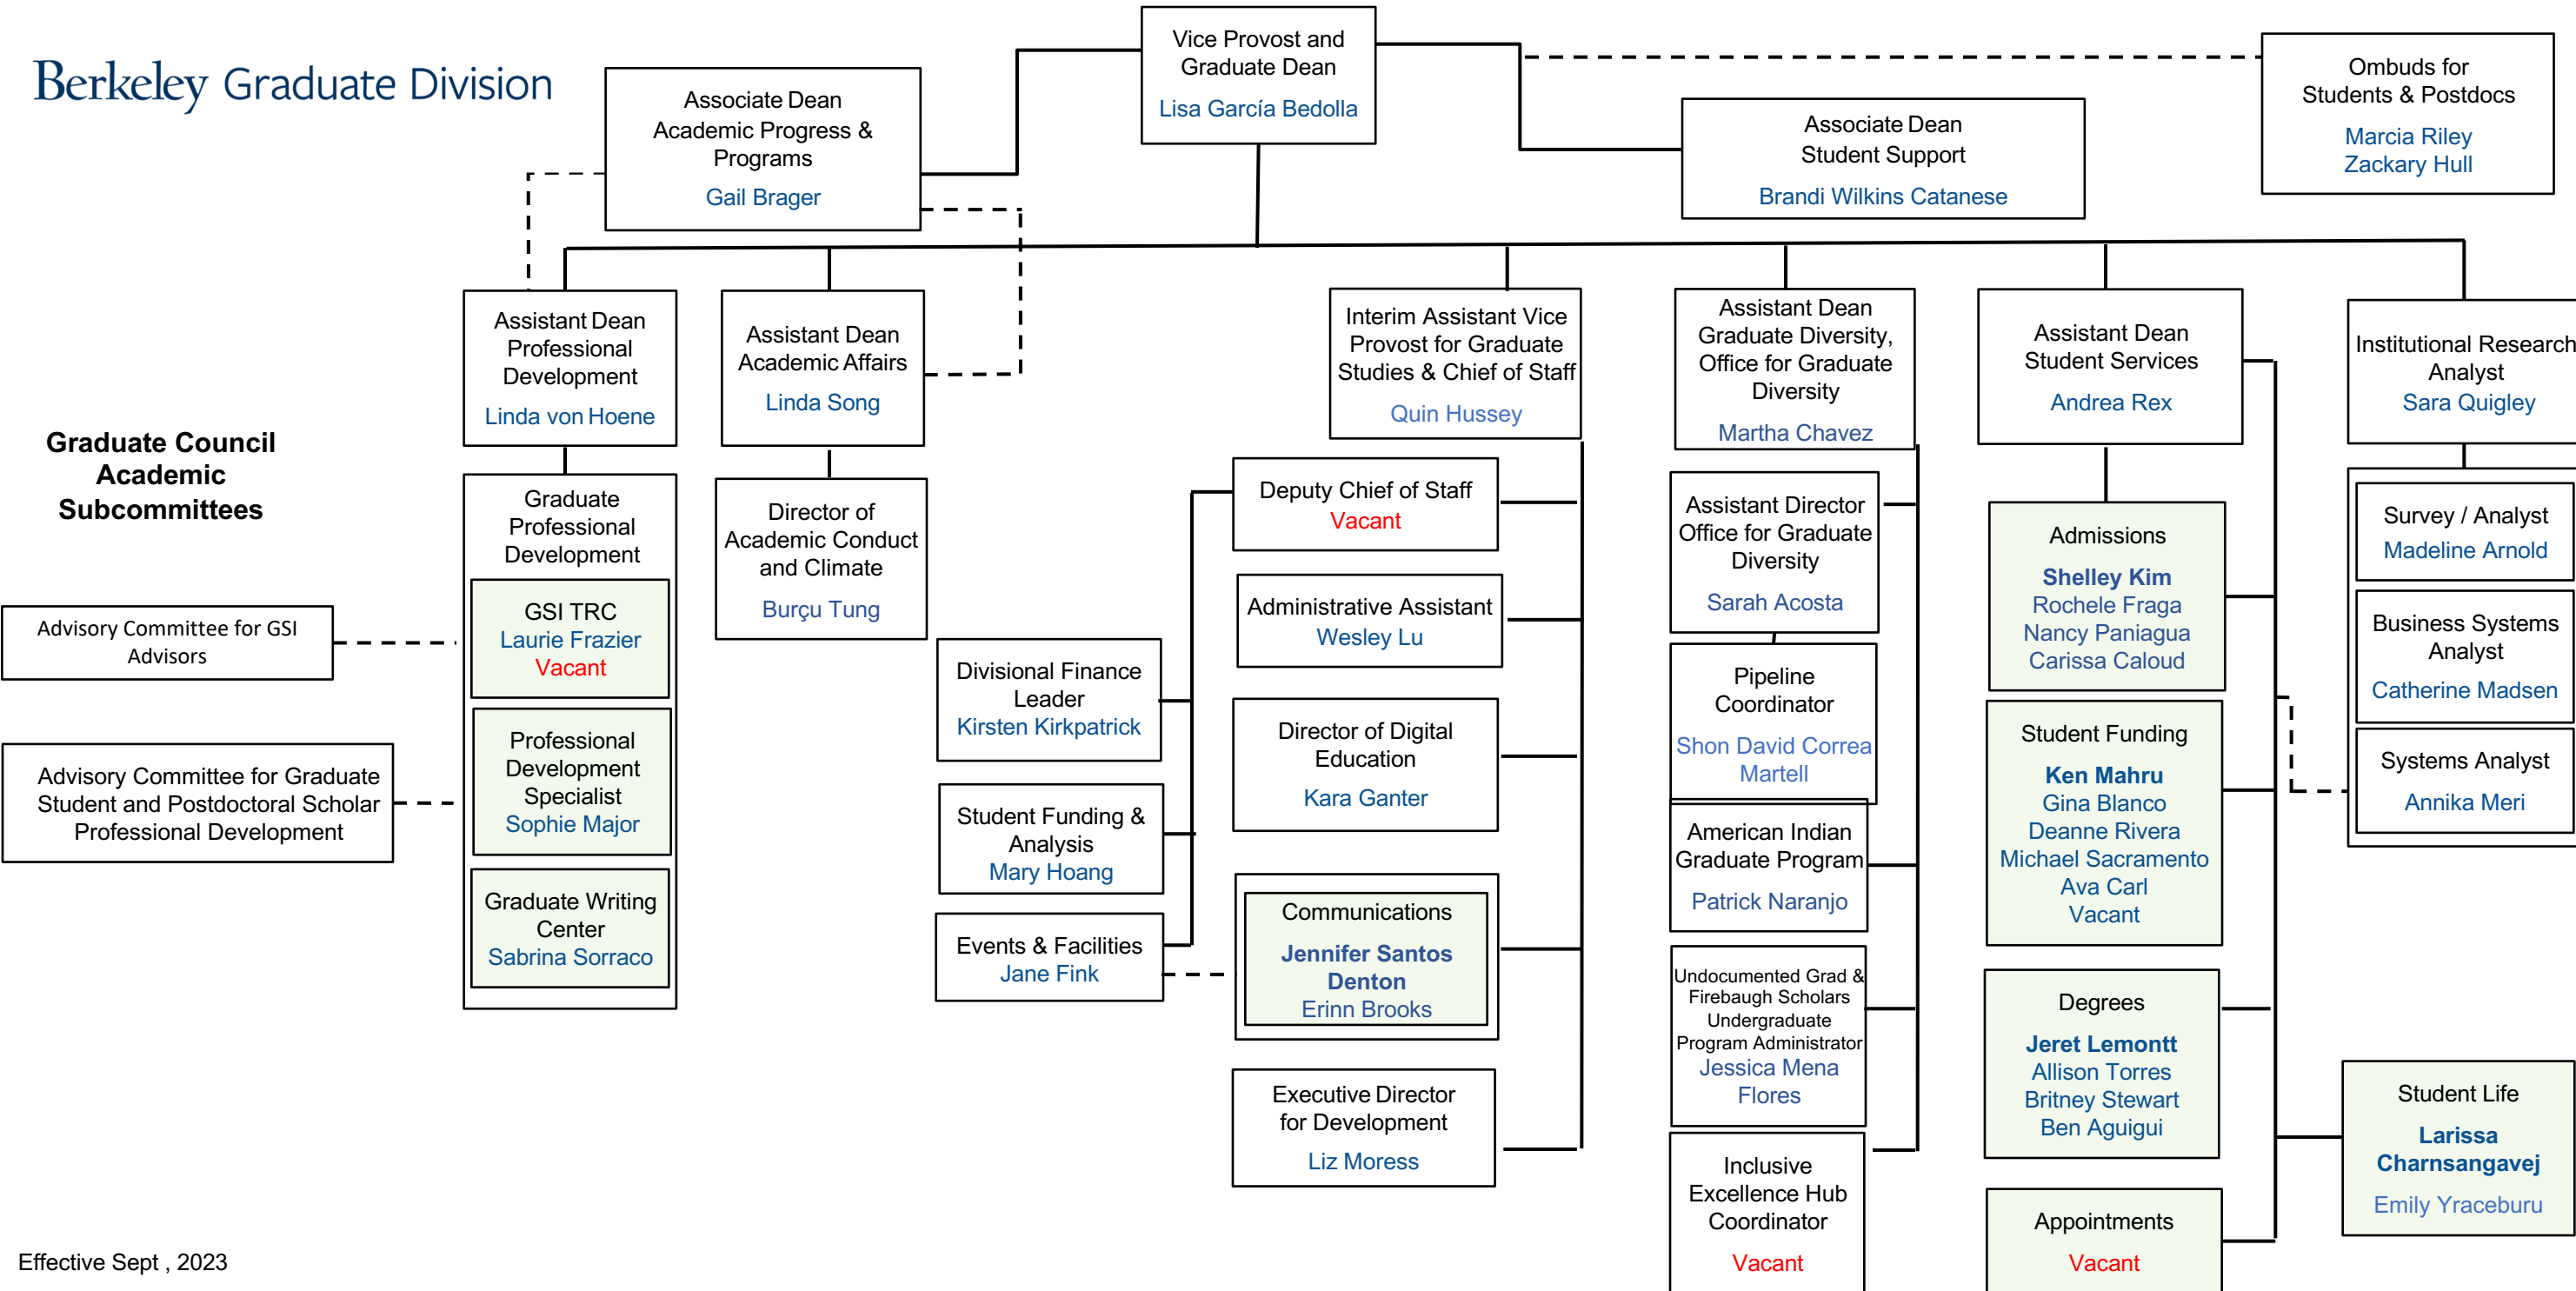 Berkeley Graduate Division
Vice Provost and
Graduate Dean
Lisa García Bedolla
Associate Dean
Academic Progress &
Programs
Gail Brager
Associate Dean
Student Support
Brandi Wilkins Catanese
Ombuds for
Students & Postdocs
Marcia Riley
Zackary Hull
Assistant Dean
Professional
Development
Linda von Hoene
Assistant Dean
Academic Affairs
Linda Song
Interim Assistant Vice
Provost for Graduate
Studies & Chief of Staff
Quin Hussey
Assistant Dean
Graduate Diversity,
Office for Graduate
Diversity
Martha Chavez
Assistant Dean
Student Services
Andrea Rex
Institutional Research
Analyst
Sara Quigley
Graduate Council
Academic
Subcommittees
Advisory Committee for GSI
Advisors
Advisory Committee for Graduate
Student and Postdoctoral Scholar
Professional Development
Graduate
Professional
Development
GSI TRC
Laurie Frazier
Vacant
Professional
Development
Specialist
Sophie Major
Graduate Writing
Center
Sabrina Sorraco
Director of
Academic Conduct
and Climate
Burçu Tung
Divisional Finance
Leader
Kirsten Kirkpatrick
Student Funding &
Analysis
Mary Hoang
Events & Facilities
Jane Fink
Deputy Chief of Staff
Vacant
Administrative Assistant
Wesley Lu
Director of Digital
Education
Kara Ganter
Communications
Jennifer Santos
Denton
Erinn Brooks
Executive Director
for Development
Liz Moress
Assistant Director
Office for Graduate
Diversity
Sarah Acosta
Pipeline
Coordinator
Shon David Correa
Martell
American Indian
Graduate Program
Patrick Naranjo
Undocumented Grad &
Firebaugh Scholars
Undergraduate
Program Administrator
Jessica Mena
Flores
Inclusive
Excellence Hub
Coordinator
Vacant
Admissions
Shelley Kim
Rochele Fraga
Nancy Paniagua
Carissa Caloud
Student Funding
Ken Mahru
Gina Blanco
Deanne Rivera
Michael Sacramento
Ava Carl
Vacant
Degrees
Jeret Lemontt
Allison Torres
Britney Stewart
Ben Aguigui
Appointments
Vacant
Survey / Analyst
Madeline Arnold
Business Systems
Analyst
Catherine Madsen
Systems Analyst
Annika Meri
Student Life
Larissa
Charnsangavej
Emily Yraceburu
Effective Sept , 2023